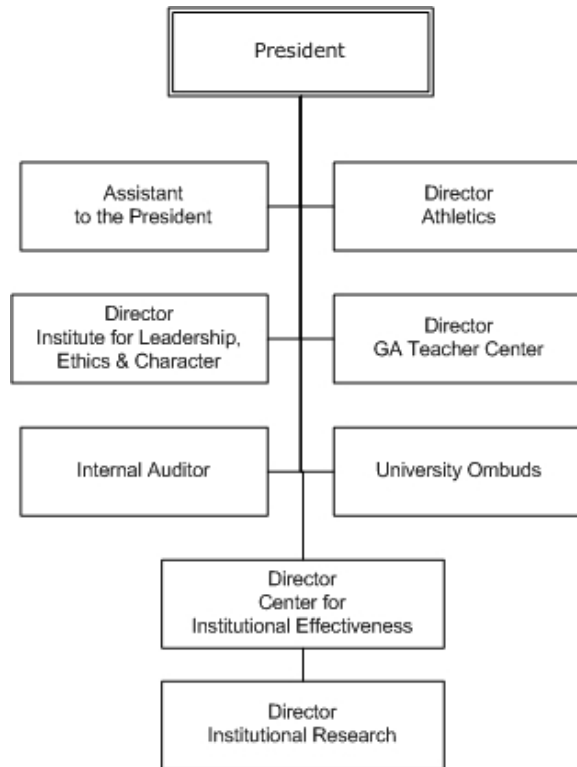 President
Assistant
to the President
Director
Athletics
Director
Institute for Leadership,
Ethics & Character
Director
GA Teacher Center
Internal Auditor
University Ombuds
Director
Center for
Institutional Effectiveness
Director
Institutional Research